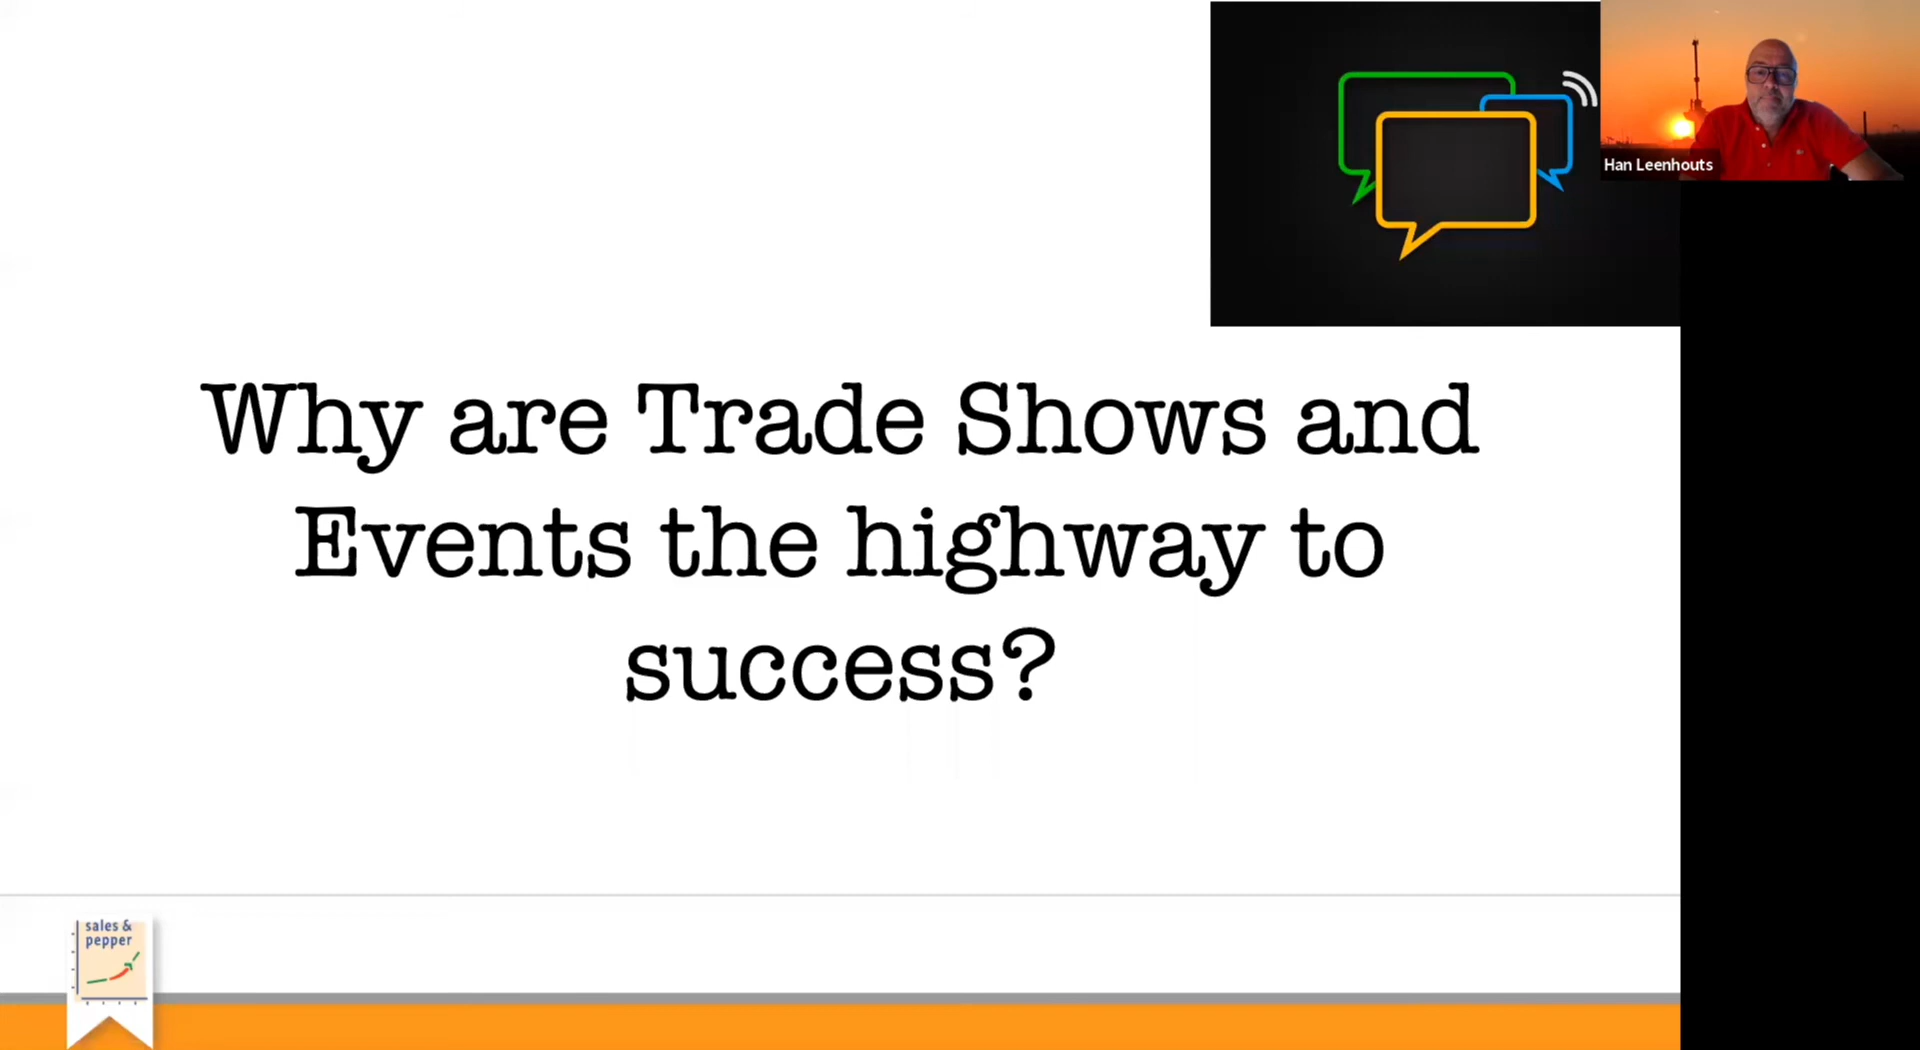 Han Leenhouts
Why are Trade Shows and
Events the highway to
success?
sales &
pepper